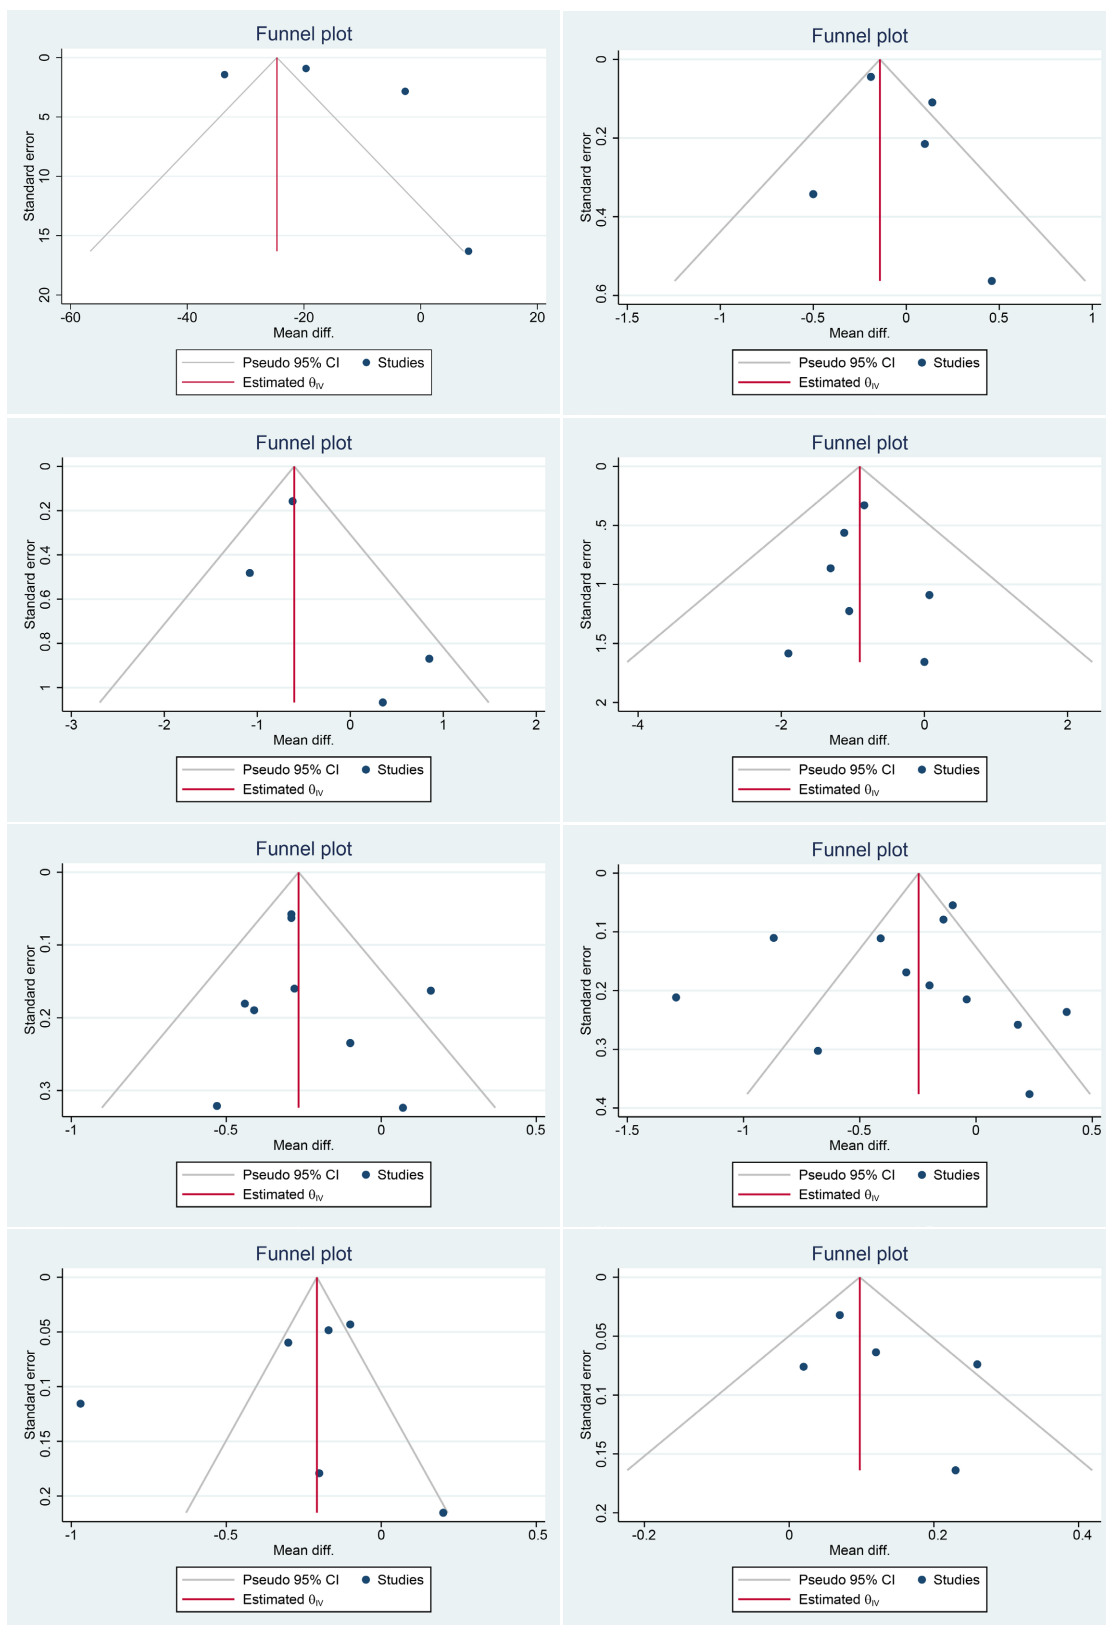 Funnel plot
Standard error
0
5
10
15
20
-60 -40 -20 0 20
Mean diff.
Pseudo 95% CI Studies
Estimated θIV
Funnel plot
Standard error
0
0.2
0.4
0.6
-1.5 -1 -0.5 0 0.5 1
Mean diff.
Pseudo 95% CI Studies
Estimated θIV
Funnel plot
Standard error
0
0.2
0.4
0.6
0.8
1
-3 -2 -1 0 1 2
Mean diff.
Pseudo 95% CI Studies
Estimated θIV
Funnel plot
Standard error
0
.5
1
1.5
2
-4 -2 0 2
Mean diff.
Pseudo 95% CI Studies
Estimated θIV
Funnel plot
Standard error
0
0.1
0.2
0.3
-1 -0.5 0 0.5
Mean diff.
Pseudo 95% CI Studies
Estimated θIV
Funnel plot
Standard error
0
0.1
0.2
0.3
0.4
-1.5 -1 -0.5 0 0.5
Mean diff.
Pseudo 95% CI Studies
Estimated θIV
Funnel plot
Standard error
0
0.05
0.1
0.15
0.2
-1 -0.5 0 0.5
Mean diff.
Pseudo 95% CI Studies
Estimated θIV
Funnel plot
Standard error
0
0.05
0.1
0.15
0.2
-0.2 0 0.2 0.4
Mean diff.
Pseudo 95% CI Studies
Estimated θIV